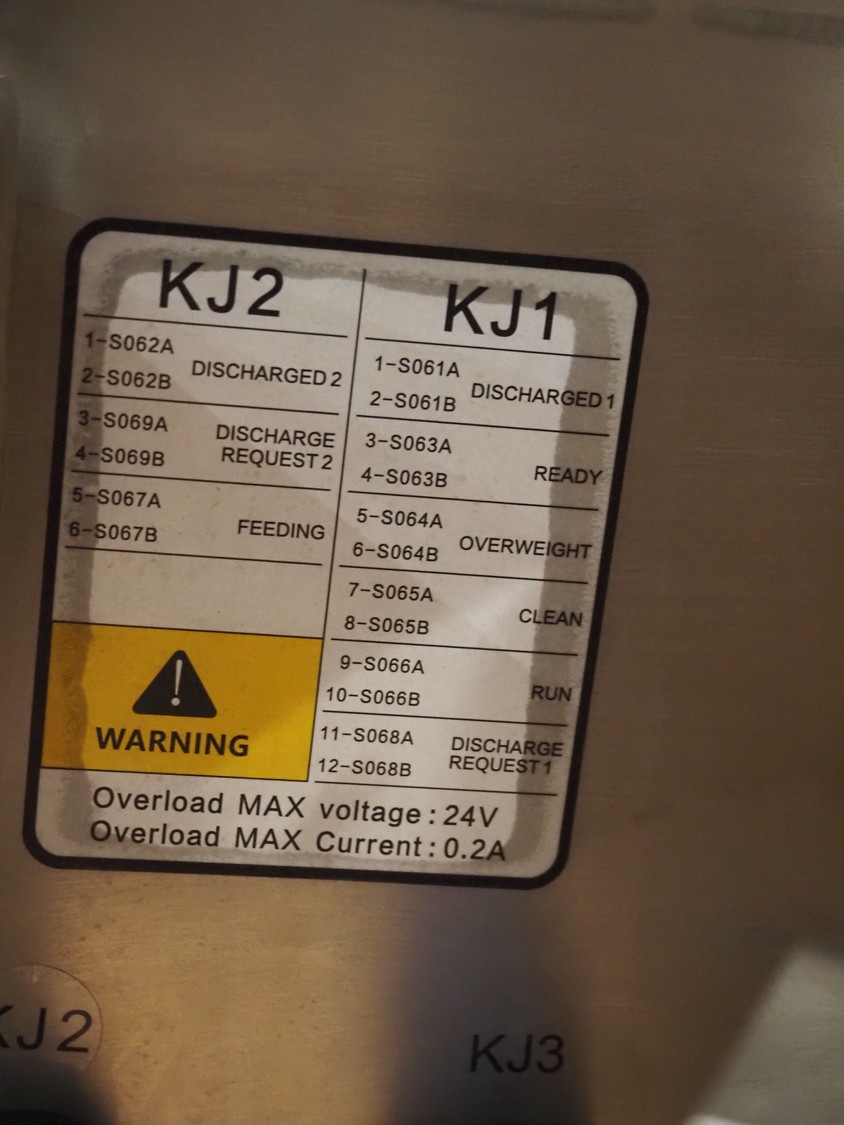 KJ2
1-S062A
2-S062B
DISCHARGED 2
3-S069A
4-S069B
DISCHARGE
REQUEST 2
5-S067A
6-S067B
FEEDING
WARNING
KJ1
1-S061A
2-S061B
DISCHARGED 1
3-S063A
4-S063B
READY
5-S064A
6-S064B
OVERWEIGHT
7-S065A
8-S065B
CLEAN
9-S066A
10-S066B
RUN
11-S068A
12-S068B
DISCHARGE
REQUEST 1
Overload MAX voltage : 24V
Overload MAX Current : 0.2A
KJ2
KJ3